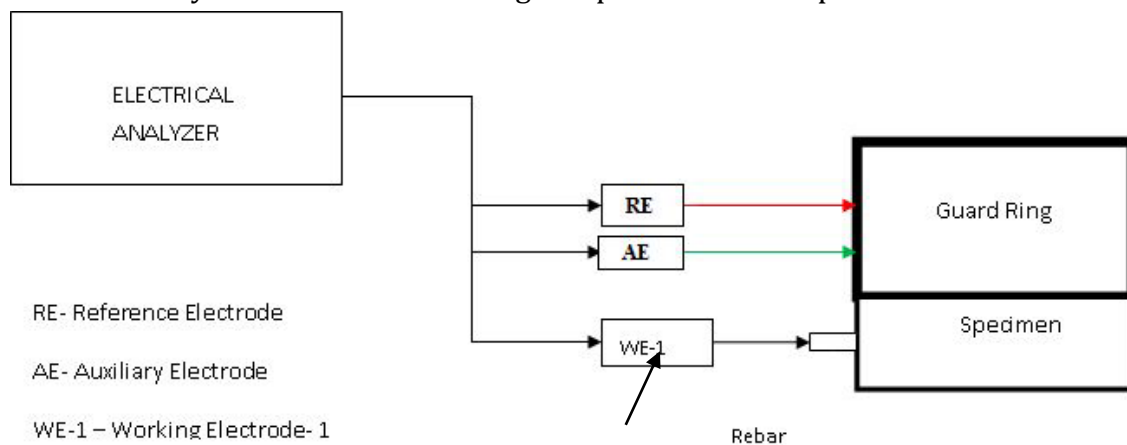 ELECTRICAL
ANALYZER
RE
Guard Ring
AE
RE- Reference Electrode
Specimen
WE-1
AE- Auxiliary Electrode
WE-1 – Working Electrode- 1
Rebar